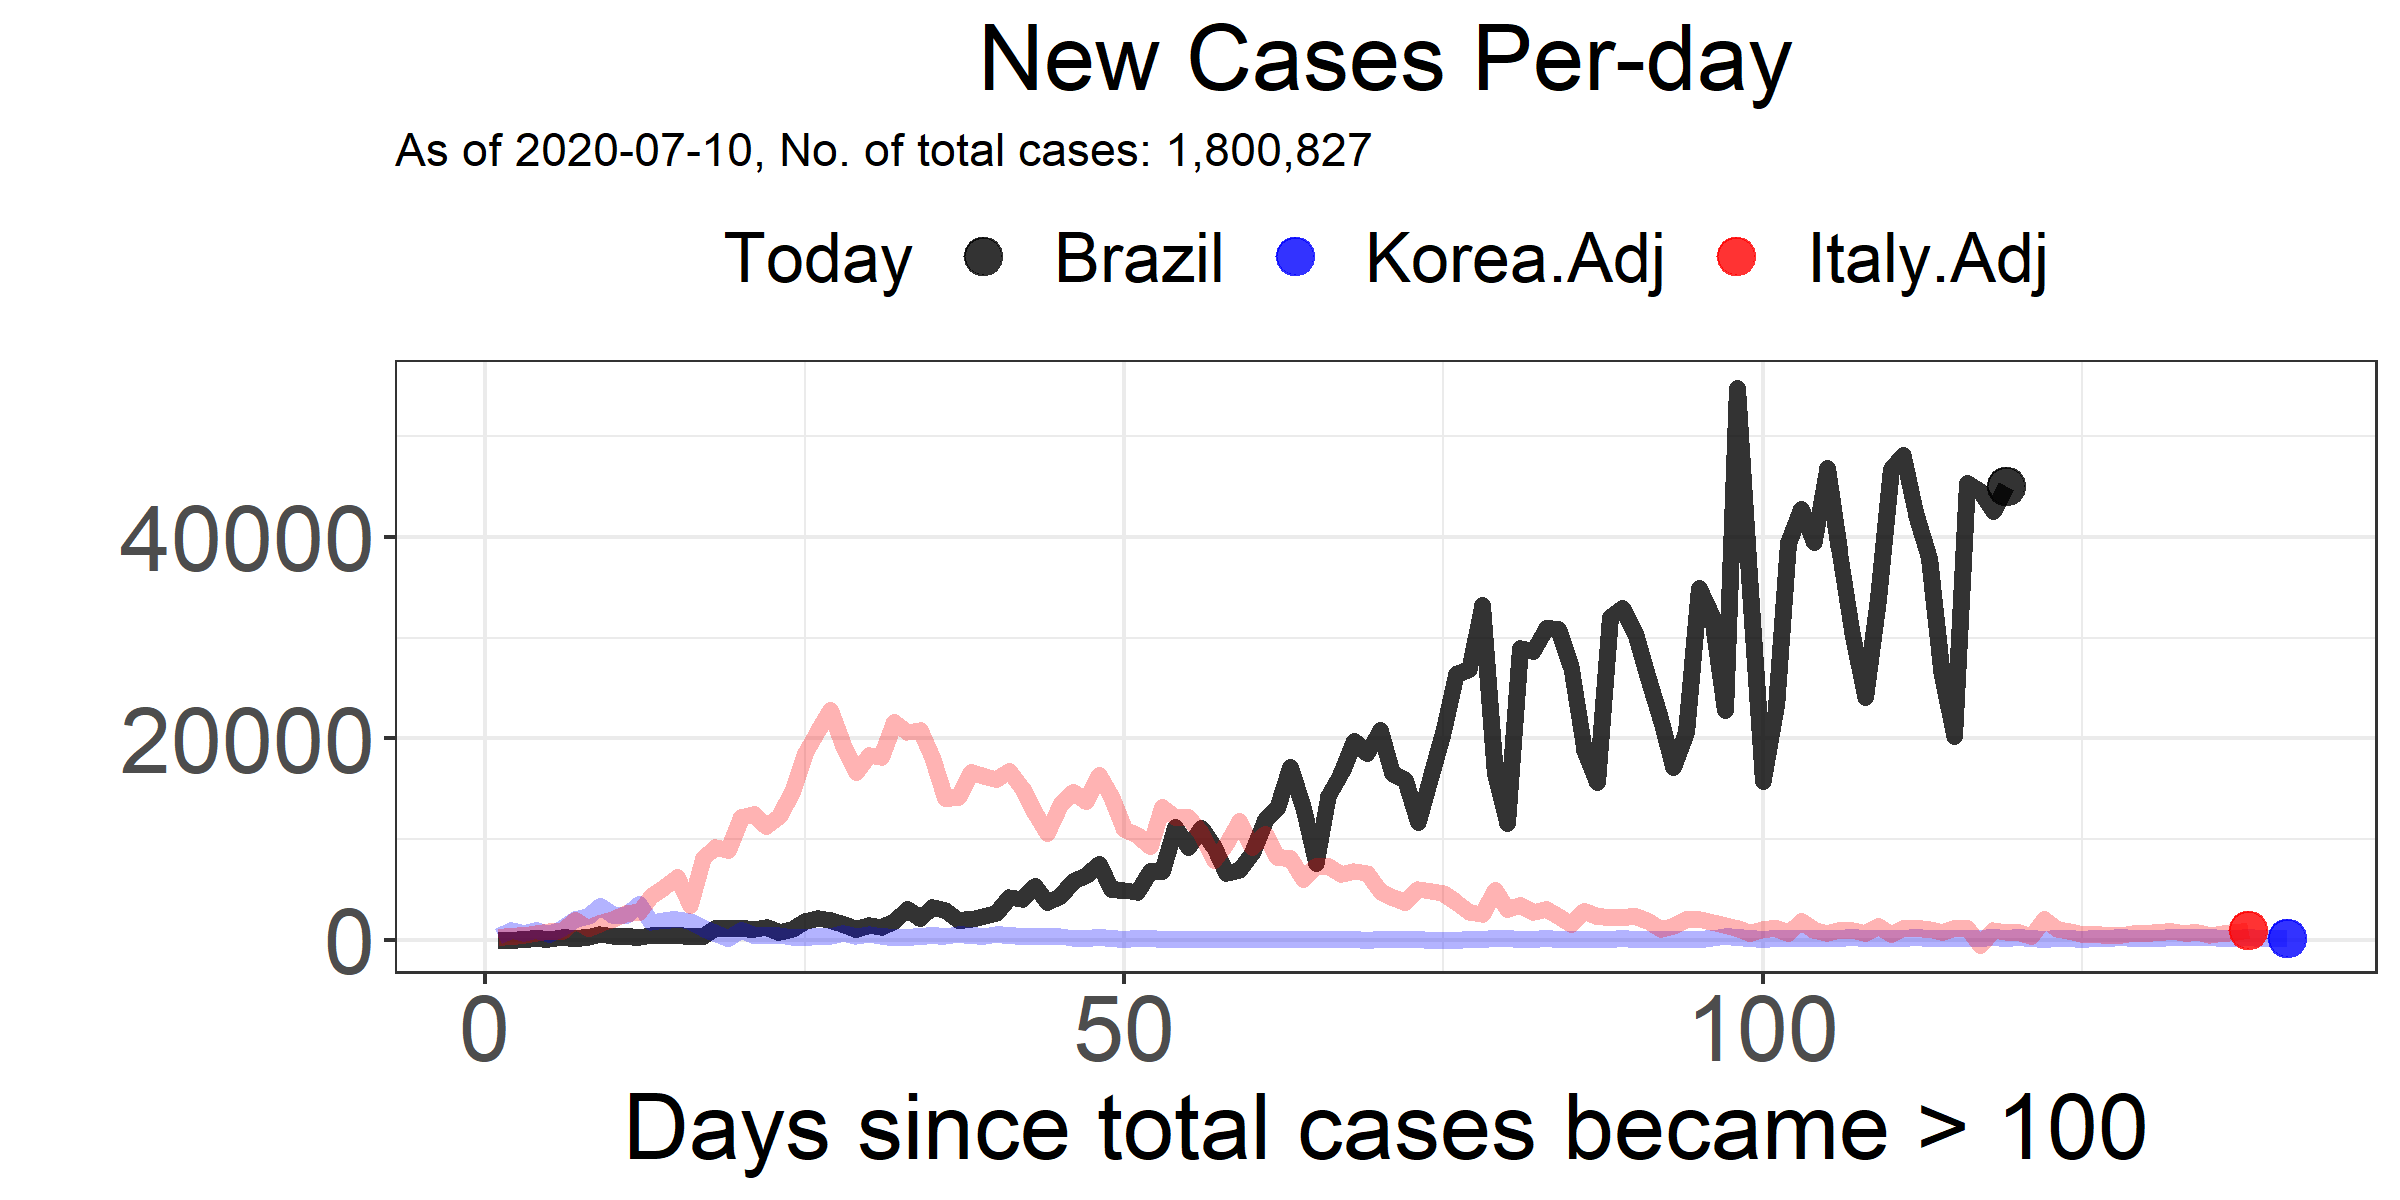 New Cases Per-day
As of 2020-07-10, No. of total cases: 1,800,827
Today Brazil Korea.Adj Italy.Adj
40000
20000
0
0 50 100
Days since total cases became > 100